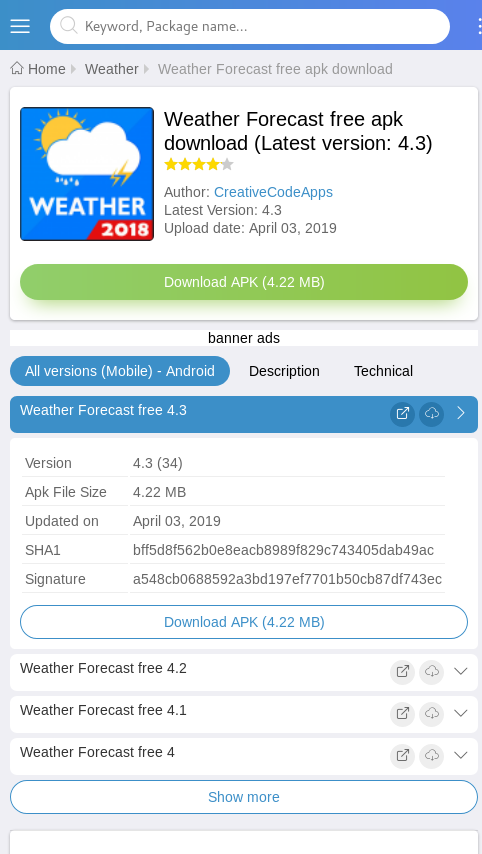 Keyword, Package name...
Home Weather Weather Forecast free apk download
WEATHER
2018
Weather Forecast free apk
download (Latest version: 4.3)
Author: CreativeCodeApps
Latest Version: 4.3
Upload date: April 03, 2019
Download APK (4.22 MB)
banner ads
All versions (Mobile) - Android Description Technical
Weather Forecast free 4.3
Version 4.3 (34)
Apk File Size 4.22 MB
Updated on April 03, 2019
SHA1 bff5d8f562b0e8eacb8989f829c743405dab49ac
Signature a548cb0688592a3bd197ef7701b50cb87df743ec
Download APK (4.22 MB)
Weather Forecast free 4.2
Weather Forecast free 4.1
Weather Forecast free 4
Show more